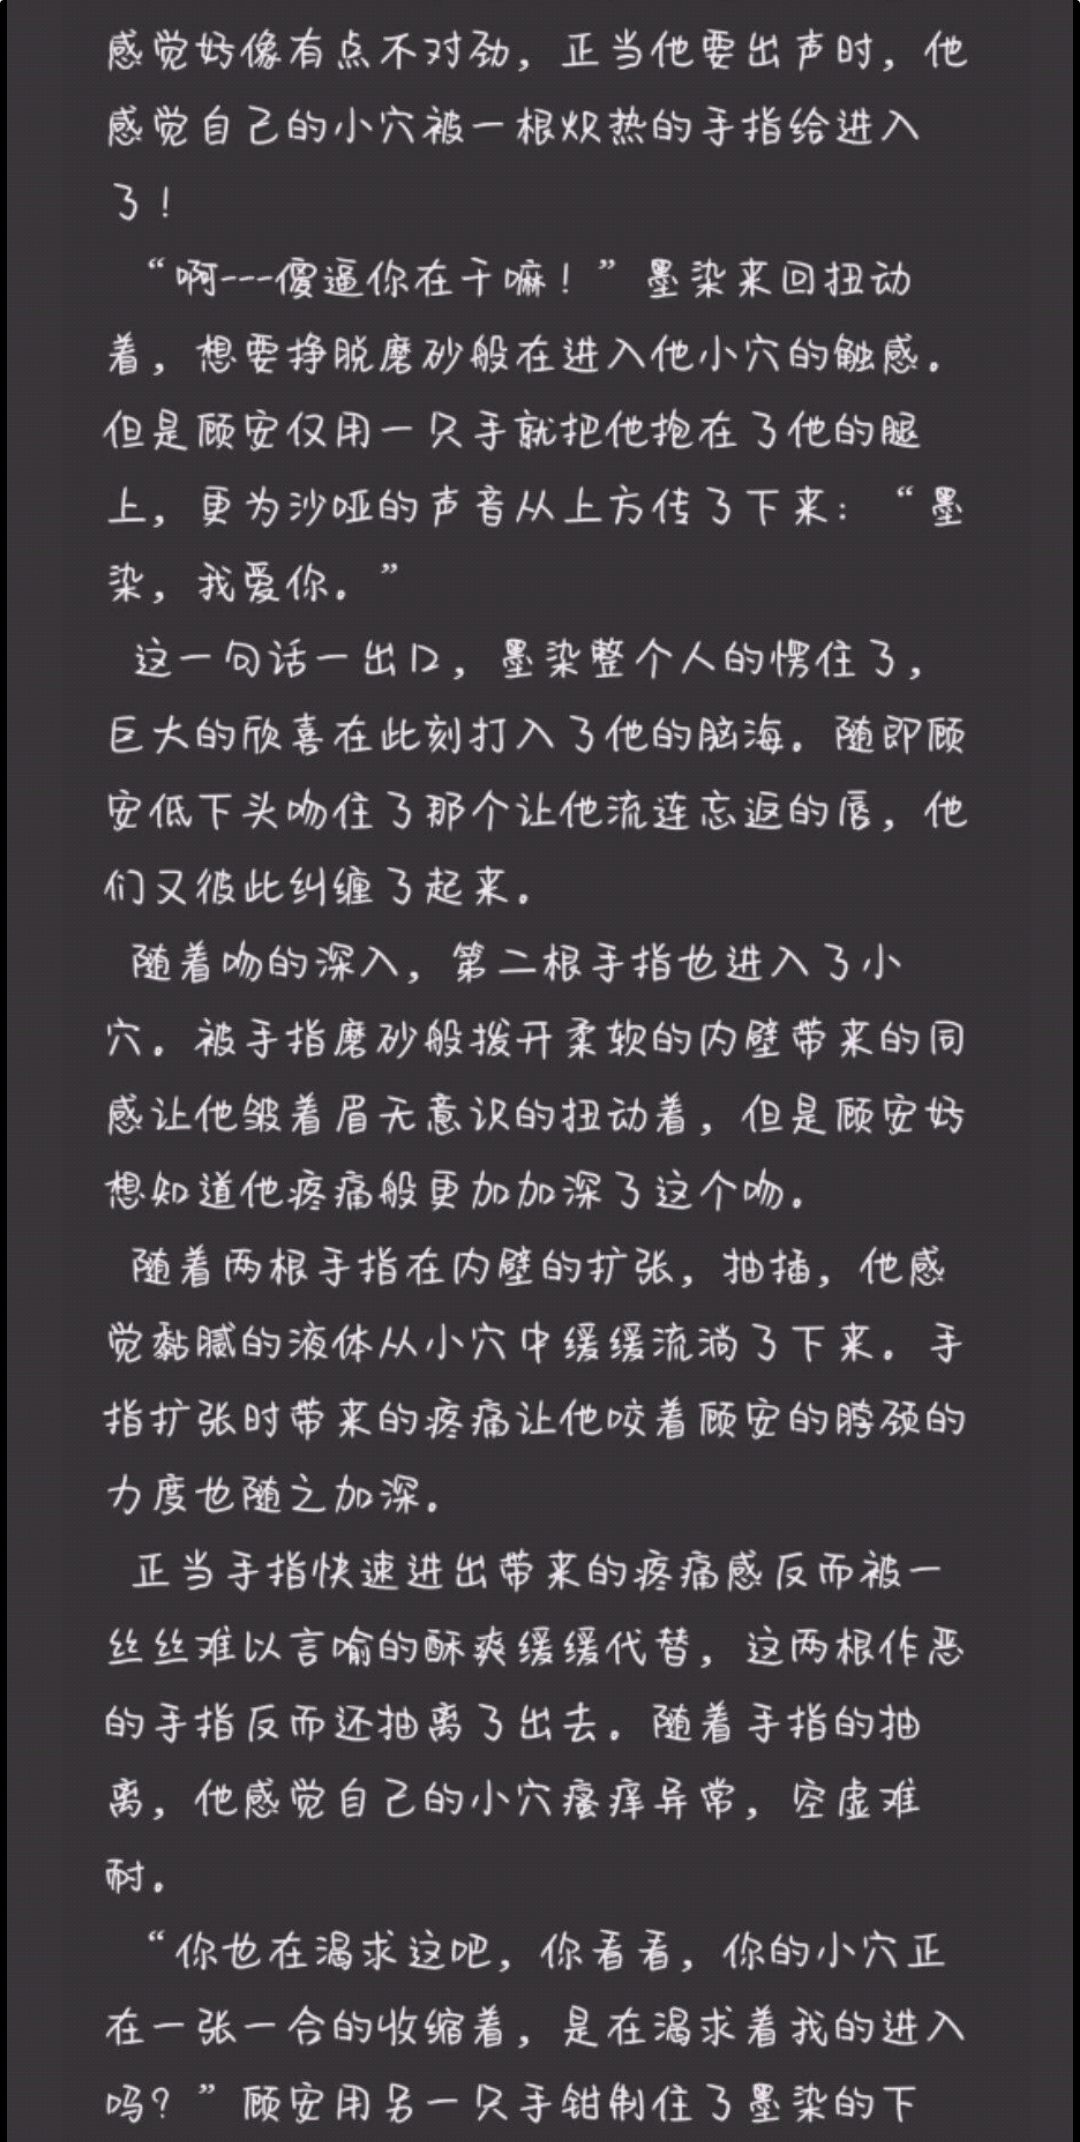 感觉好像有点不对劲，正当他要出声时，他
感觉自己的小穴被一根炽热的手指给进入
了！
“啊---傻逼你在干嘛！”墨染来回扭动
着，想要挣脱磨砂般在进入他小穴的触感。
但是顾安仅用一只手就把他抱在了他的腿
上，更为沙哑的声音从上方传了下来：“墨
染，我爱你。”
这一句话一出口，墨染整个人的愣住了，
巨大的欣喜在此刻打入了他的脑海。随即顾
安低下头吻住了那个让他流连忘返的唇，他
们又彼此纠缠了起来。
随着吻的深入，第二根手指也进入了小
穴。被手指磨砂般拨开柔软的内壁带来的同
感让他皱着眉无意识的扭动着，但是顾安好
想知道他疼痛般更加加深了这个吻。
随着两根手指在内壁的扩张，抽插，他感
觉黏腻的液体从小穴中缓缓流淌了下来。手
指扩张时带来的疼痛让他咬着顾安的脖颈的
力度也随之加深。
正当手指快速进出带来的疼痛感反而被一
丝丝难以言喻的酥爽缓缓代替，这两根作恶
的手指反而还抽离了出去。随着手指的抽
离，他感觉自己的小穴瘙痒异常，空虚难
耐。
“你也在渴求这吧，你看看，你的小穴正
在一张一合的收缩着，是在渴求着我的进入
吗？”顾安用另一只手钳制住了墨染的下